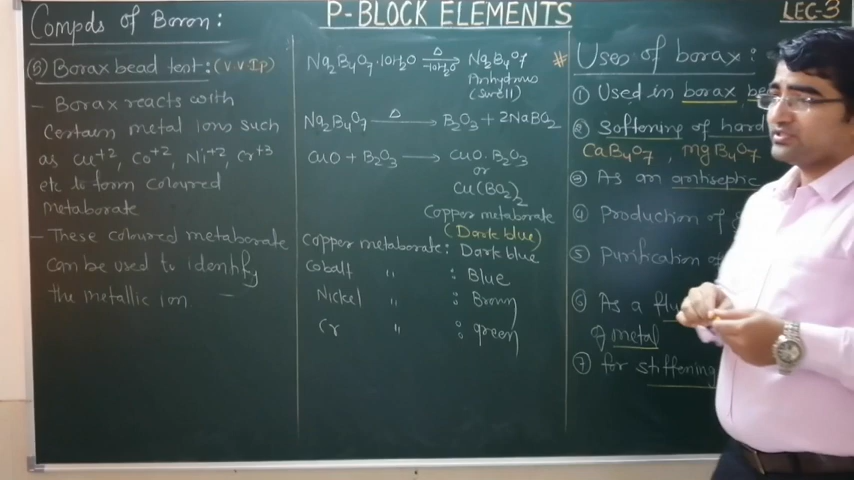 P-BLOCK ELEMENTS
LEC-3
Compds of Boron:
(5) Borax bead test: (V.V.Ip)
- Borax reacts with
Certain metal ions such
as Cu+2, Co+2, Ni+2, Cr+3
etc to form coloured
metaborate
- These coloured metaborate
can be used to identify
the metallic ion.
Na2B4O7·10H2O —Δ/-10H2O→ Na2B4O7
Anhydrous
(Swell)
Na2B4O7 —Δ→ B2O3 + 2NaBO2
CuO + B2O3 → CuO·B2O3
or
Cu(BO2)2
Copper metaborate
(Dark blue)
Copper metaborate: Dark blue
Cobalt " : Blue
Nickel " : Brown
Cr " : green
# Uses of borax:
① Used in borax
② Softening of hard
CaB4O7, MgB4O7
③ As an antiseptic
④ Production of
⑤ Purification of
⑥ As a
of metal
⑦ for stiffening